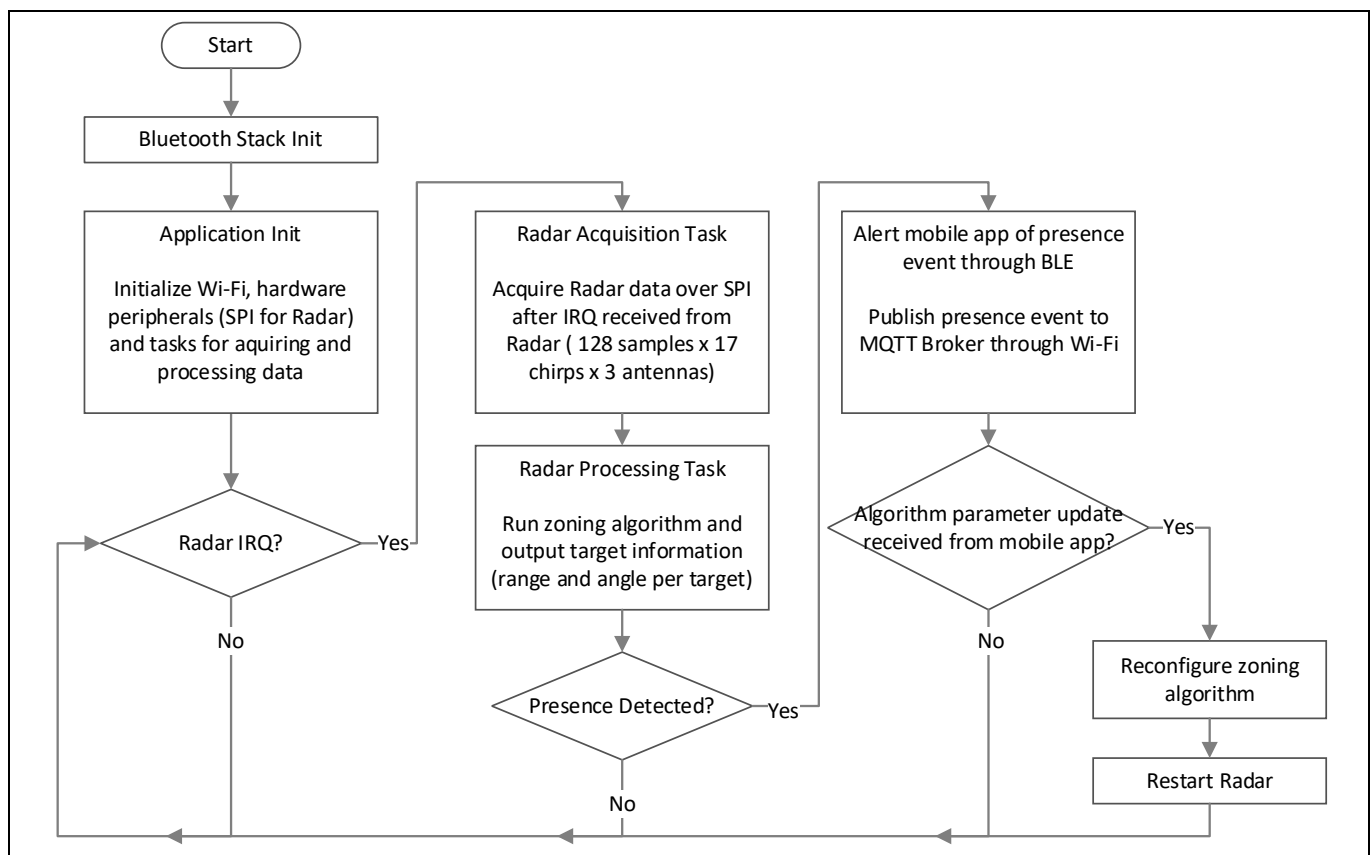 Start
Bluetooth Stack Init
Application Init
Initialize Wi-Fi, hardware
peripherals (SPI for Radar)
and tasks for aquiring and
processing data
Radar IRQ?
Yes
No
Radar Acquisition Task
Acquire Radar data over SPI
after IRQ received from
Radar ( 128 samples x 17
chirps x 3 antennas)
Radar Processing Task
Run zoning algorithm and
output target information
(range and angle per target)
Presence Detected?
Yes
No
Alert mobile app of presence
event through BLE
Publish presence event to
MQTT Broker through Wi-Fi
Algorithm parameter update
received from mobile app?
Yes
No
Reconfigure zoning
algorithm
Restart Radar